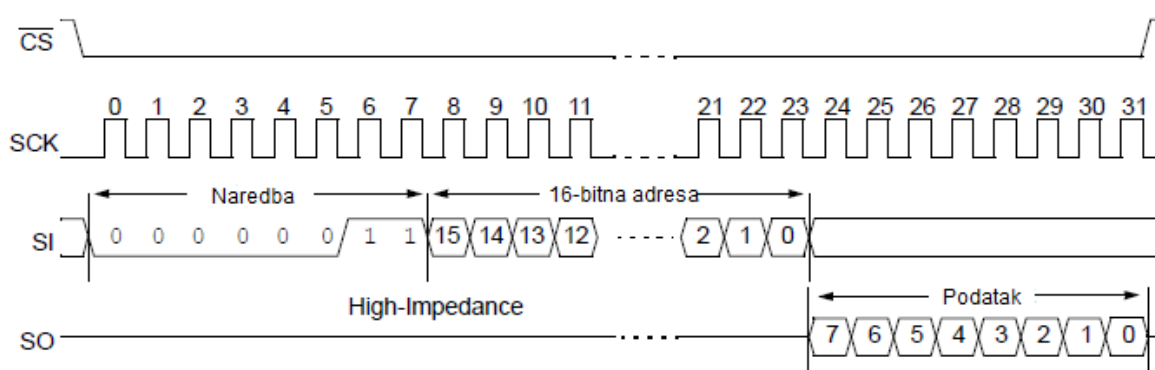 CS
0 1 2 3 4 5 6 7 8 9 10 11 21 22 23 24 25 26 27 28 29 30 31
SCK
Naredba 16-bitna adresa
SI 0 0 0 0 0 0 1 1 15 14 13 12 2 1 0
High-Impedance Podatak
SO 7 6 5 4 3 2 1 0